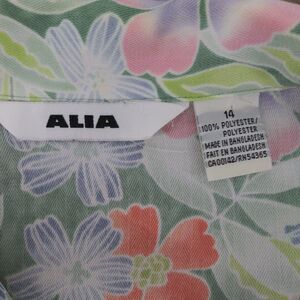 ALIA
14
100% POLYESTER/
POLYESTER
MADE IN BANGLADESH
FAIT EN BANGLADESH
CA00142/RN54365